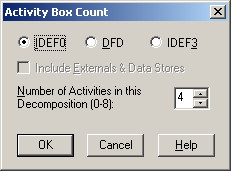 Activity Box Count
IDEF0 DFD IDEF3
Include Externals & Data Stores
Number of Activities in this
Decomposition (0-8): 4
OK Cancel Help